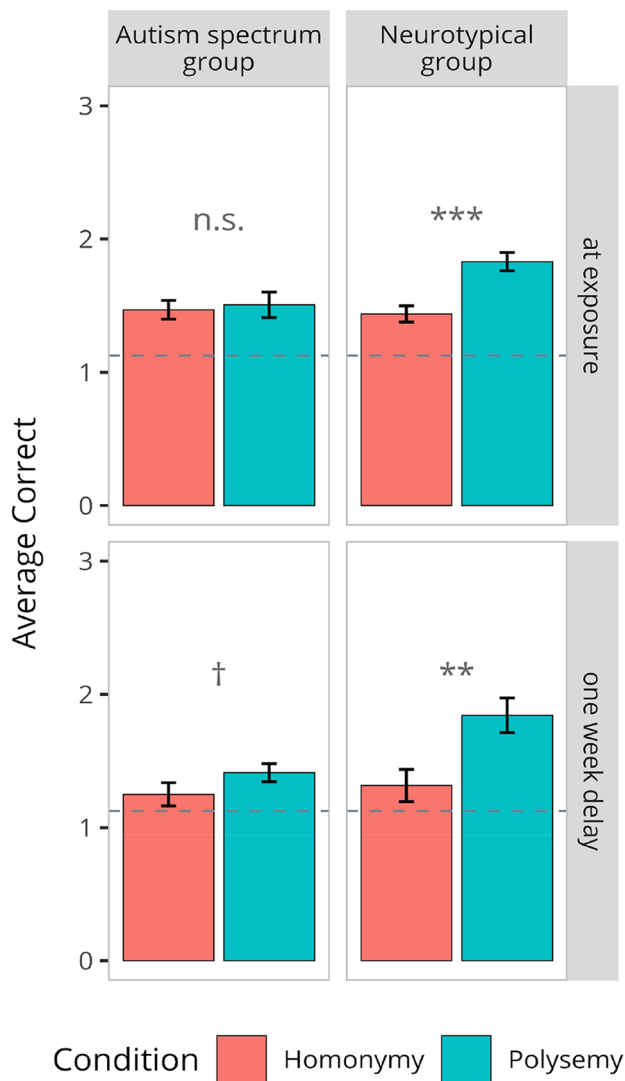 Autism spectrum
group
Neurotypical
group
3
2
1
0
n.s.
***
at exposure
Average Correct
3
2
1
0
†
**
one week delay
Condition Homonymy Polysemy